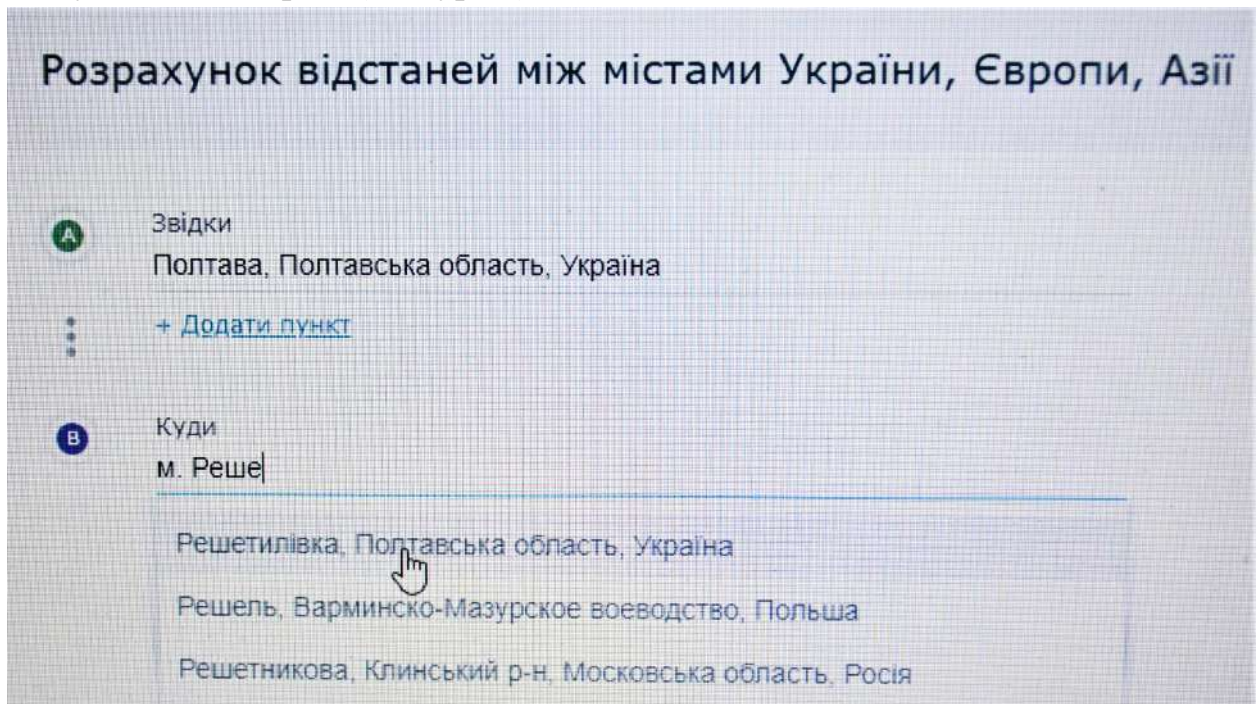 Розрахунок відстаней між містами України, Європи, Азії
A
Звідки
Полтава, Полтавська область, Україна
+ Додати пункт
B
Куди
м. Реше
Решетилівка, Полтавська область, Україна
Решель, Варминско-Мазурское воеводство, Польша
Решетникова, Клинський р-н, Московська область, Росія